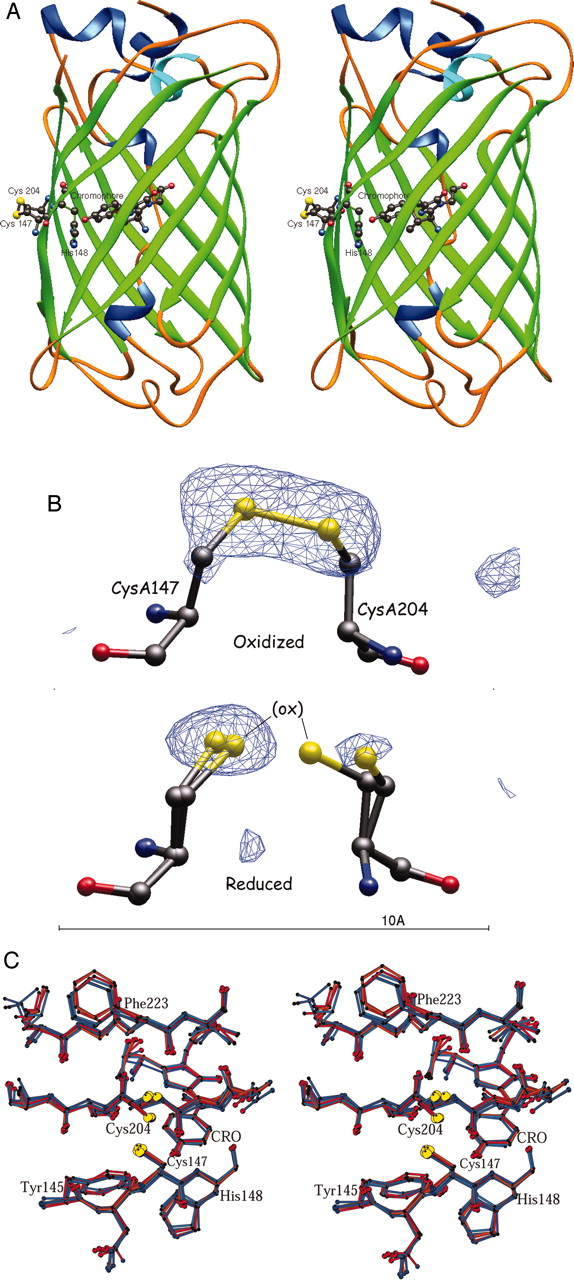 A
Cys 204
Chromophore
Cys 147
His148
Cys 204
Chromophore
Cys 147
His148
B
CysA147
CysA204
Oxidized
(ox)
Reduced
10A
C
Phe223
Cys204
CRO
Cys147
Tyr145
His148
Phe223
Cys204
CRO
Cys147
Tyr145
His148